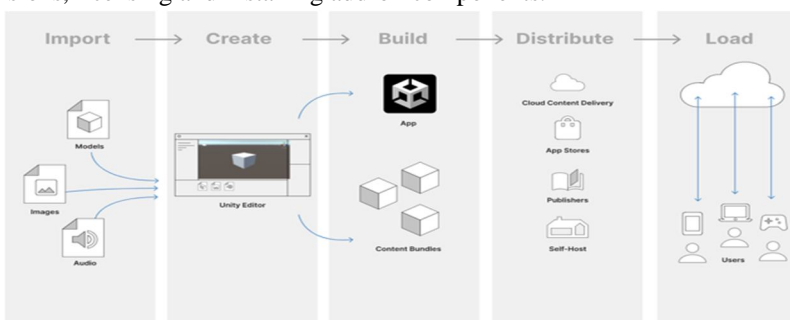 Import
Create
Build
Distribute
Load
Models
Images
Audio
Unity Editor
App
Content Bundles
Cloud Content Delivery
App Stores
Publishers
Self-Host
Users